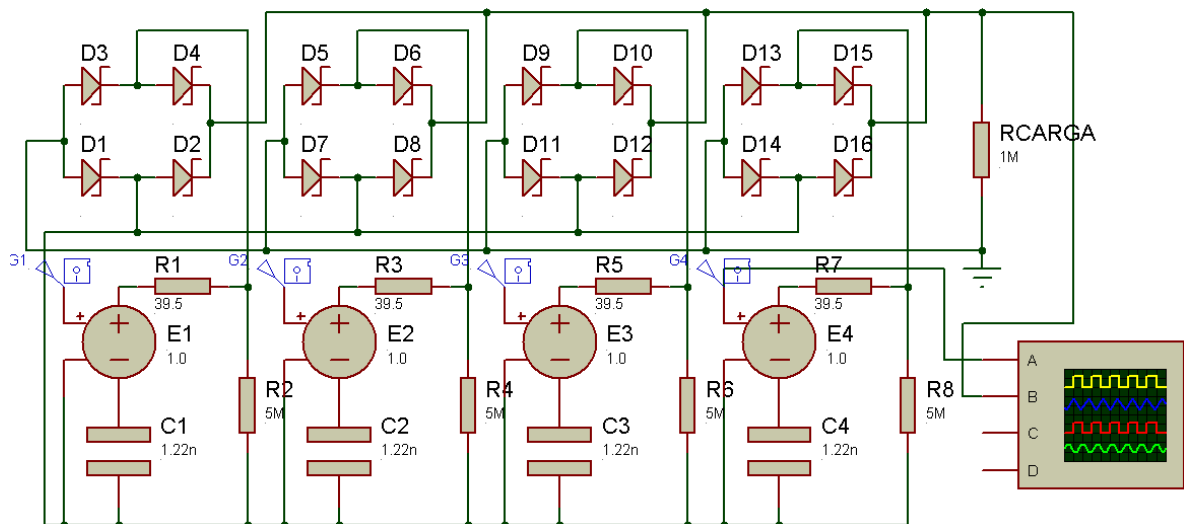 D3 D4 D5 D6 D9 D10 D13 D15
RCARGA
1M
D1 D2 D7 D8 D11 D12 D14 D16
G1 G2 G3 G4
R1 R3 R5 R7
39.5 39.5 39.5 39.5
+ + + +
E1 E2 E3 E4
1.0 1.0 1.0 1.0
A
R2 R4 R6 R8
B
5M 5M 5M 5M
C1 C2 C3 C4
C
1.22n 1.22n 1.22n 1.22n
D